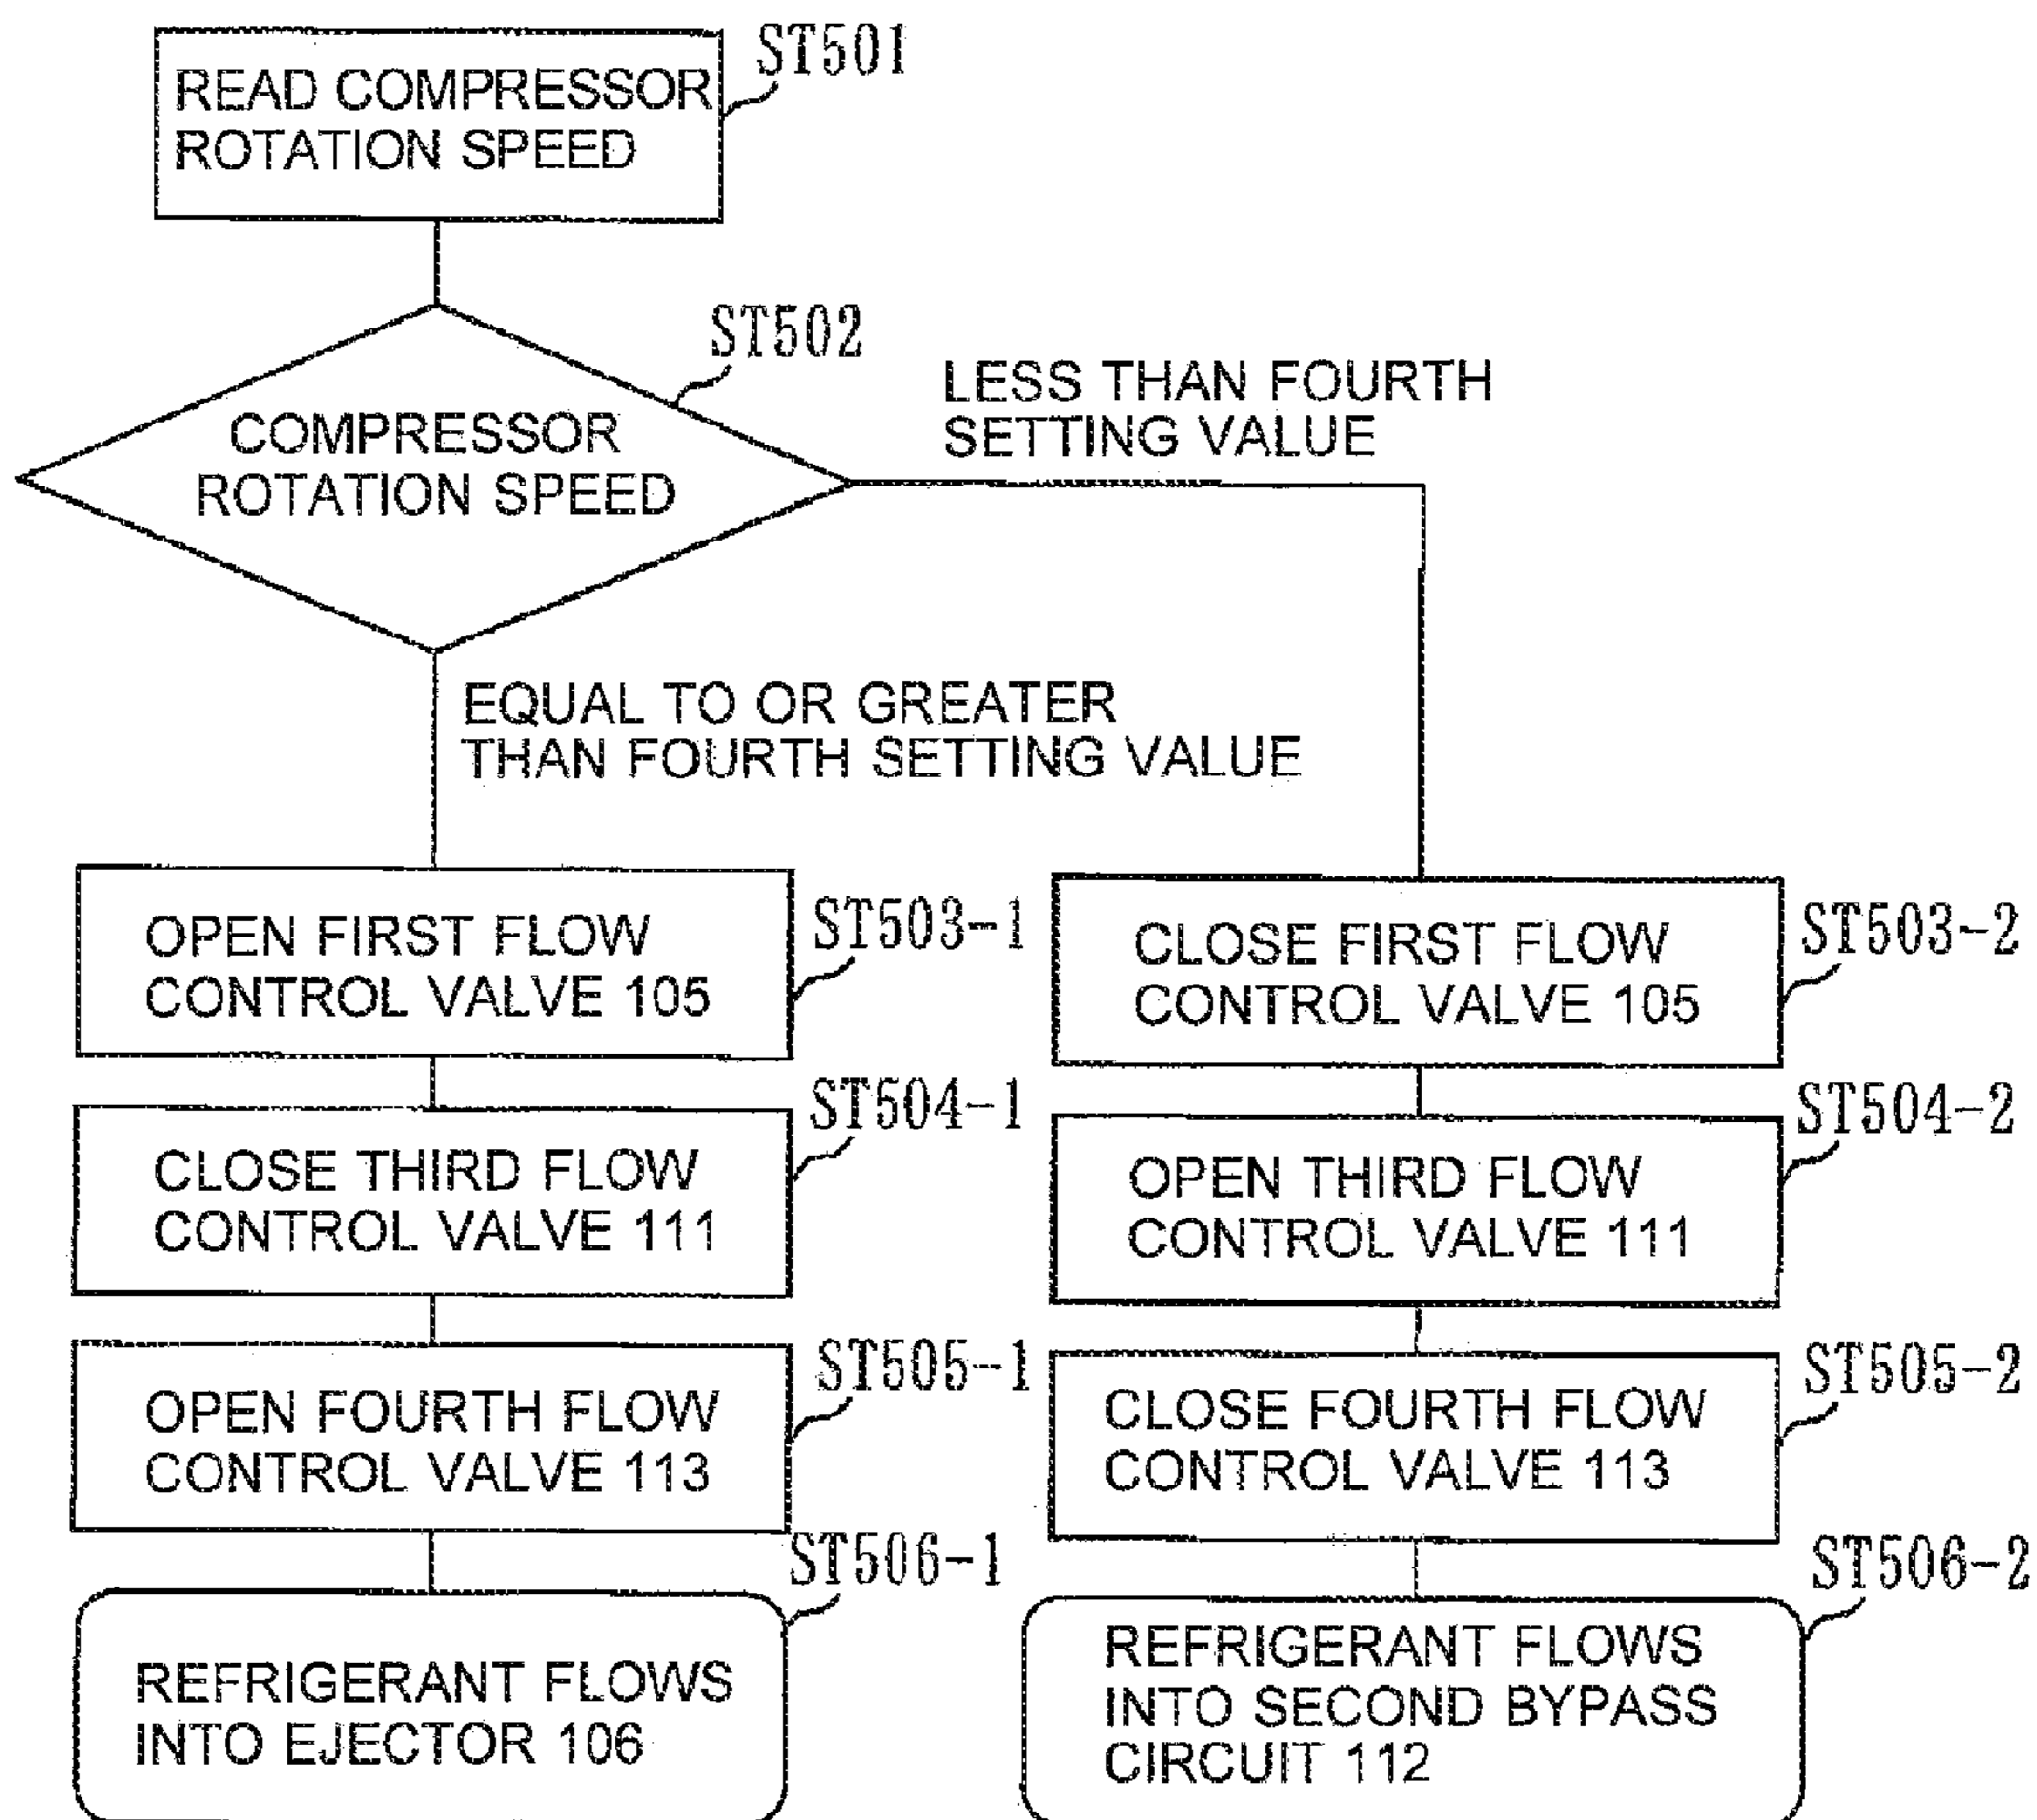 READ COMPRESSOR
ROTATION SPEED
ST501
COMPRESSOR
ROTATION SPEED
ST502
LESS THAN FOURTH
SETTING VALUE
EQUAL TO OR GREATER
THAN FOURTH SETTING VALUE
OPEN FIRST FLOW
CONTROL VALVE 105
ST503-1
CLOSE THIRD FLOW
CONTROL VALVE 111
ST504-1
OPEN FOURTH FLOW
CONTROL VALVE 113
ST505-1
REFRIGERANT FLOWS
INTO EJECTOR 106
ST506-1
CLOSE FIRST FLOW
CONTROL VALVE 105
ST503-2
OPEN THIRD FLOW
CONTROL VALVE 111
ST504-2
CLOSE FOURTH FLOW
CONTROL VALVE 113
ST505-2
REFRIGERANT FLOWS
INTO SECOND BYPASS
CIRCUIT 112
ST506-2